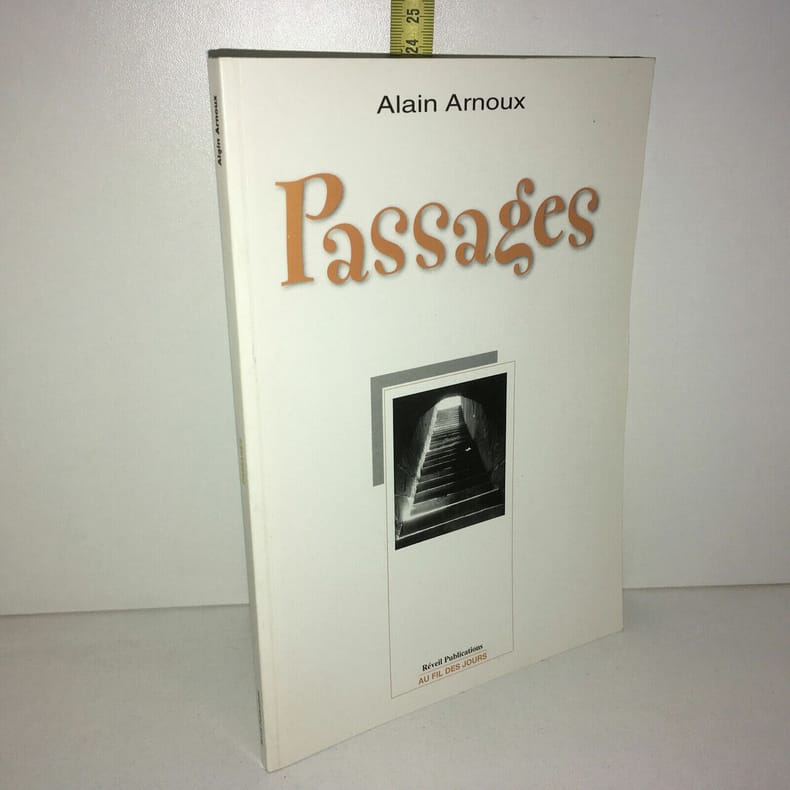 24 25
Alain Arnoux
Alain Arnoux
Passages
Réveil Publications
AU FIL DES JOURS